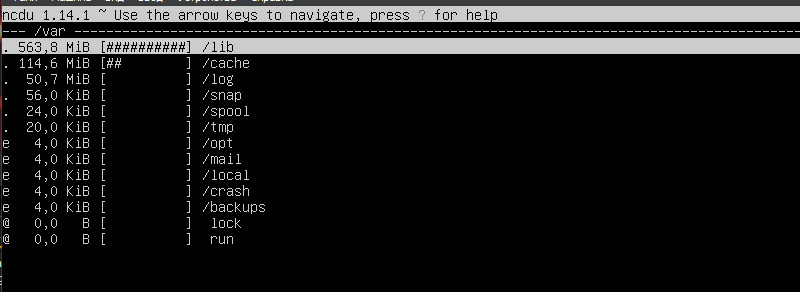 ncdu 1.14.1 ~ Use the arrow keys to navigate, press ? for help
--- /var ---------------------------------------------------------------------------------------
. 563,8 MiB [##########] /lib
. 114,6 MiB [##        ] /cache
.  50,7 MiB [          ] /log
.  56,0 KiB [          ] /snap
.  24,0 KiB [          ] /spool
.  20,0 KiB [          ] /tmp
e   4,0 KiB [          ] /opt
e   4,0 KiB [          ] /mail
e   4,0 KiB [          ] /local
e   4,0 KiB [          ] /crash
e   4,0 KiB [          ] /backups
@   0,0   B [          ]  lock
@   0,0   B [          ]  run